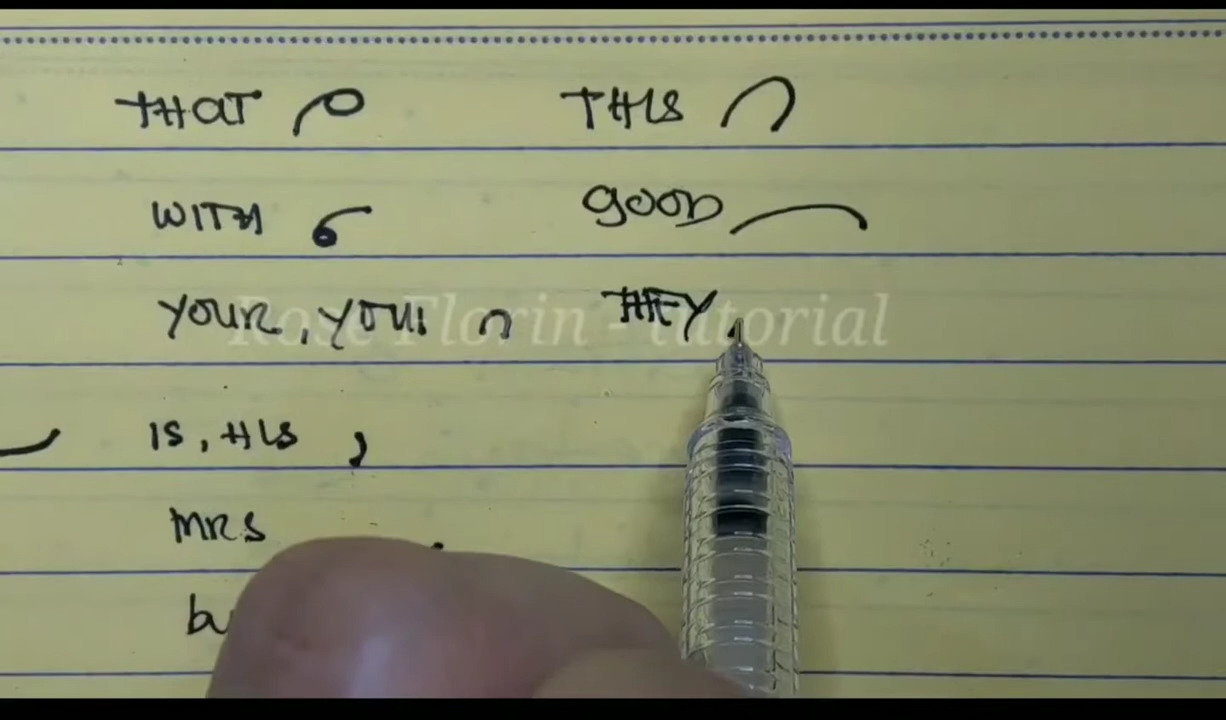 THAT THIS
WITH GOOD
YOUR, YOU THEY
Rose Florin - Tutorial
IS, HIS
MRS